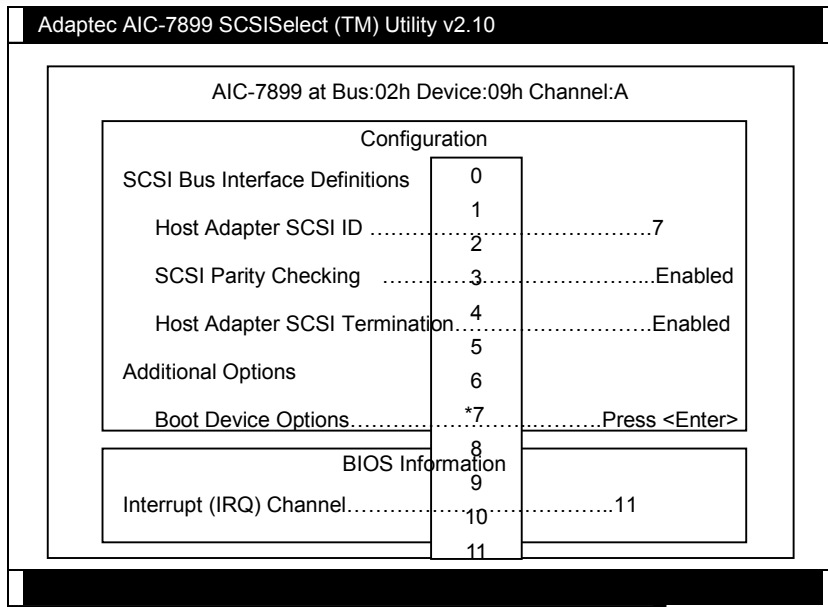 Adaptec AIC-7899 SCSISelect (TM) Utility v2.10
AIC-7899 at Bus:02h Device:09h Channel:A
Configuration
SCSI Bus Interface Definitions
Host Adapter SCSI ID ……………………………….7
SCSI Parity Checking ……………………………...Enabled
Host Adapter SCSI Termination………………….Enabled
Additional Options
Boot Device Options……………………….Press <Enter>
BIOS Information
Interrupt (IRQ) Channel………………………..11
0
1
2
3
4
5
6
*7
8
9
10
11